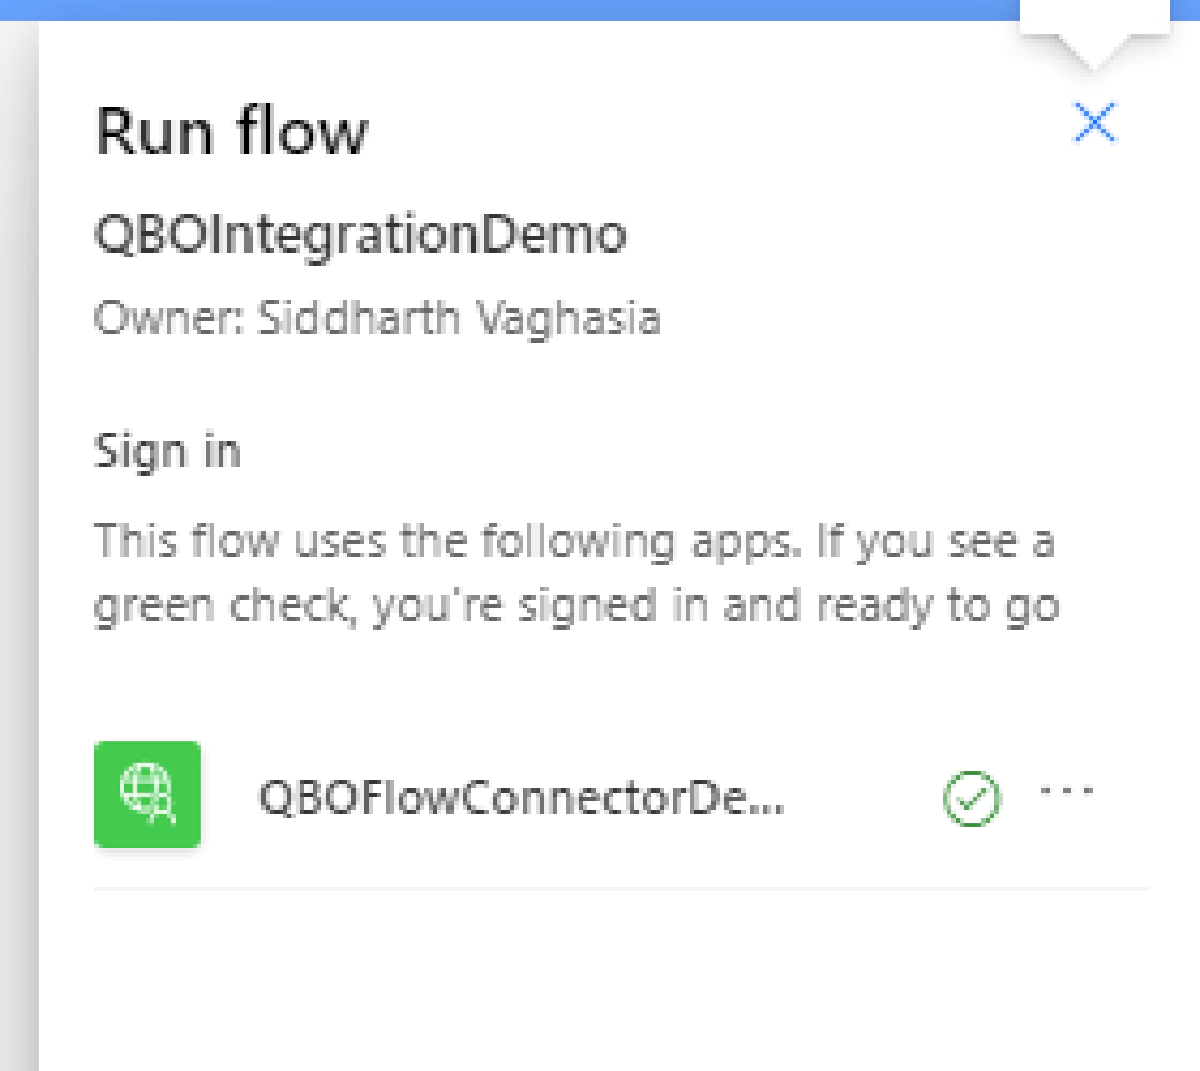 Run flow
QBOIntegrationDemo
Owner: Siddharth Vaghasia
Sign in
This flow uses the following apps. If you see a
green check, you're signed in and ready to go
QBOFlowConnectorDe...